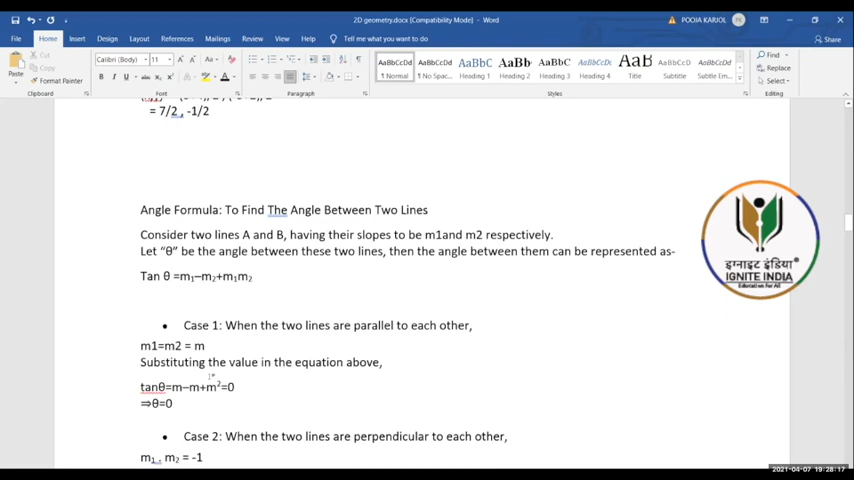 2D geometry.docx [Compatibility Mode] - Word
POOJA KARJOL
PK
File Home Insert Design Layout References Mailings Review View Help Tell me what you want to do
Share
Paste
Cut
Copy
Format Painter
Clipboard
Calibri (Body) 11
Font
Paragraph
AaBbCcDd AaBbCcDd AaBbC AaBb AaBbC AaBbCcD AaB AaBbCcD AaBbCcDd
¶ Normal ¶ No Spac... Heading 1 Heading 2 Heading 3 Heading 4 Title Subtitle Subtle Em...
Styles
Find
Replace
Select
Editing
= 7/2 , -1/2
Angle Formula: To Find The Angle Between Two Lines
Consider two lines A and B, having their slopes to be m1and m2 respectively.
Let “θ” be the angle between these two lines, then the angle between them can be represented as-
Tan θ =m₁–m₂+m₁m₂
• Case 1: When the two lines are parallel to each other,
m1=m2 = m
Substituting the value in the equation above,
tanθ=m–m+m²=0
⇒θ=0
• Case 2: When the two lines are perpendicular to each other,
m₁ . m₂ = -1
इग्नाइट इंडिया
IGNITE INDIA
Education for All
2021-04-07 19:28:17